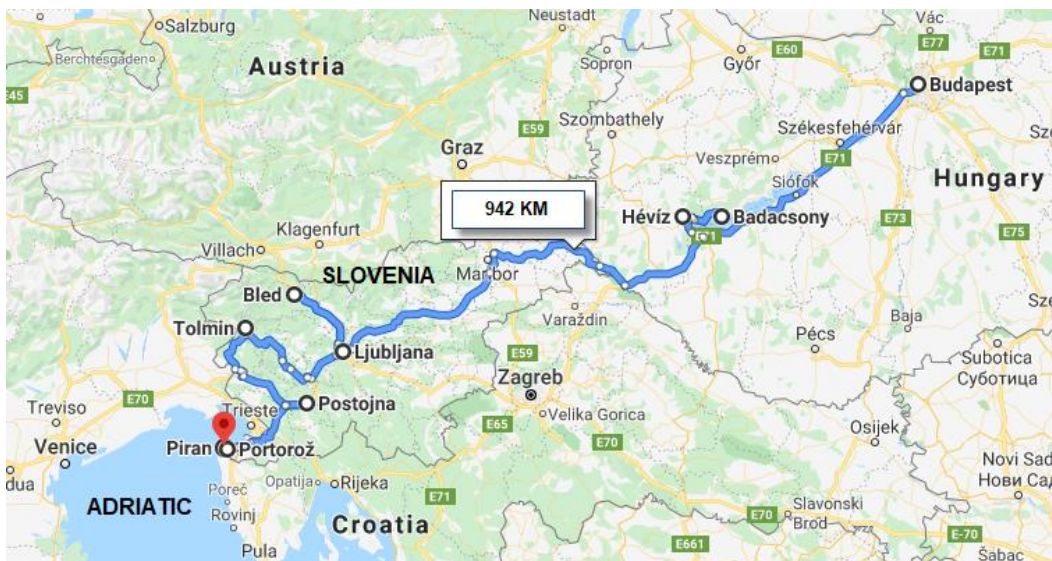 Neustadt
Vác
Salzburg
E77
E71
Berchtesgaden
Sopron
E60
Győr
Austria
Budapest
E45
E59
Szombathely
Székesfehérvár
Szo
Graz
Veszprém
E71
Siófok
Hungary
942 KM
Hévíz
Badacsony
E73
E71
E75
Klagenfurt
Villach
SLOVENIA
Maribor
Sze
Bled
Varaždin
Baja
Tolmin
Pécs
Ljubljana
E59
Subotica
Суботица
Zagreb
E70
Postojna
Treviso
Trieste
Velika Gorica
E65
Venice
Piran
Portorož
E70
Osijek
dua
Opatija
Rijeka
Novi Sad
Нови Сад
Poreč
ADRIATIC
E71
Rovinj
Slavonski
Brod
E70
Croatia
E-70
Pula
E661
Šabac